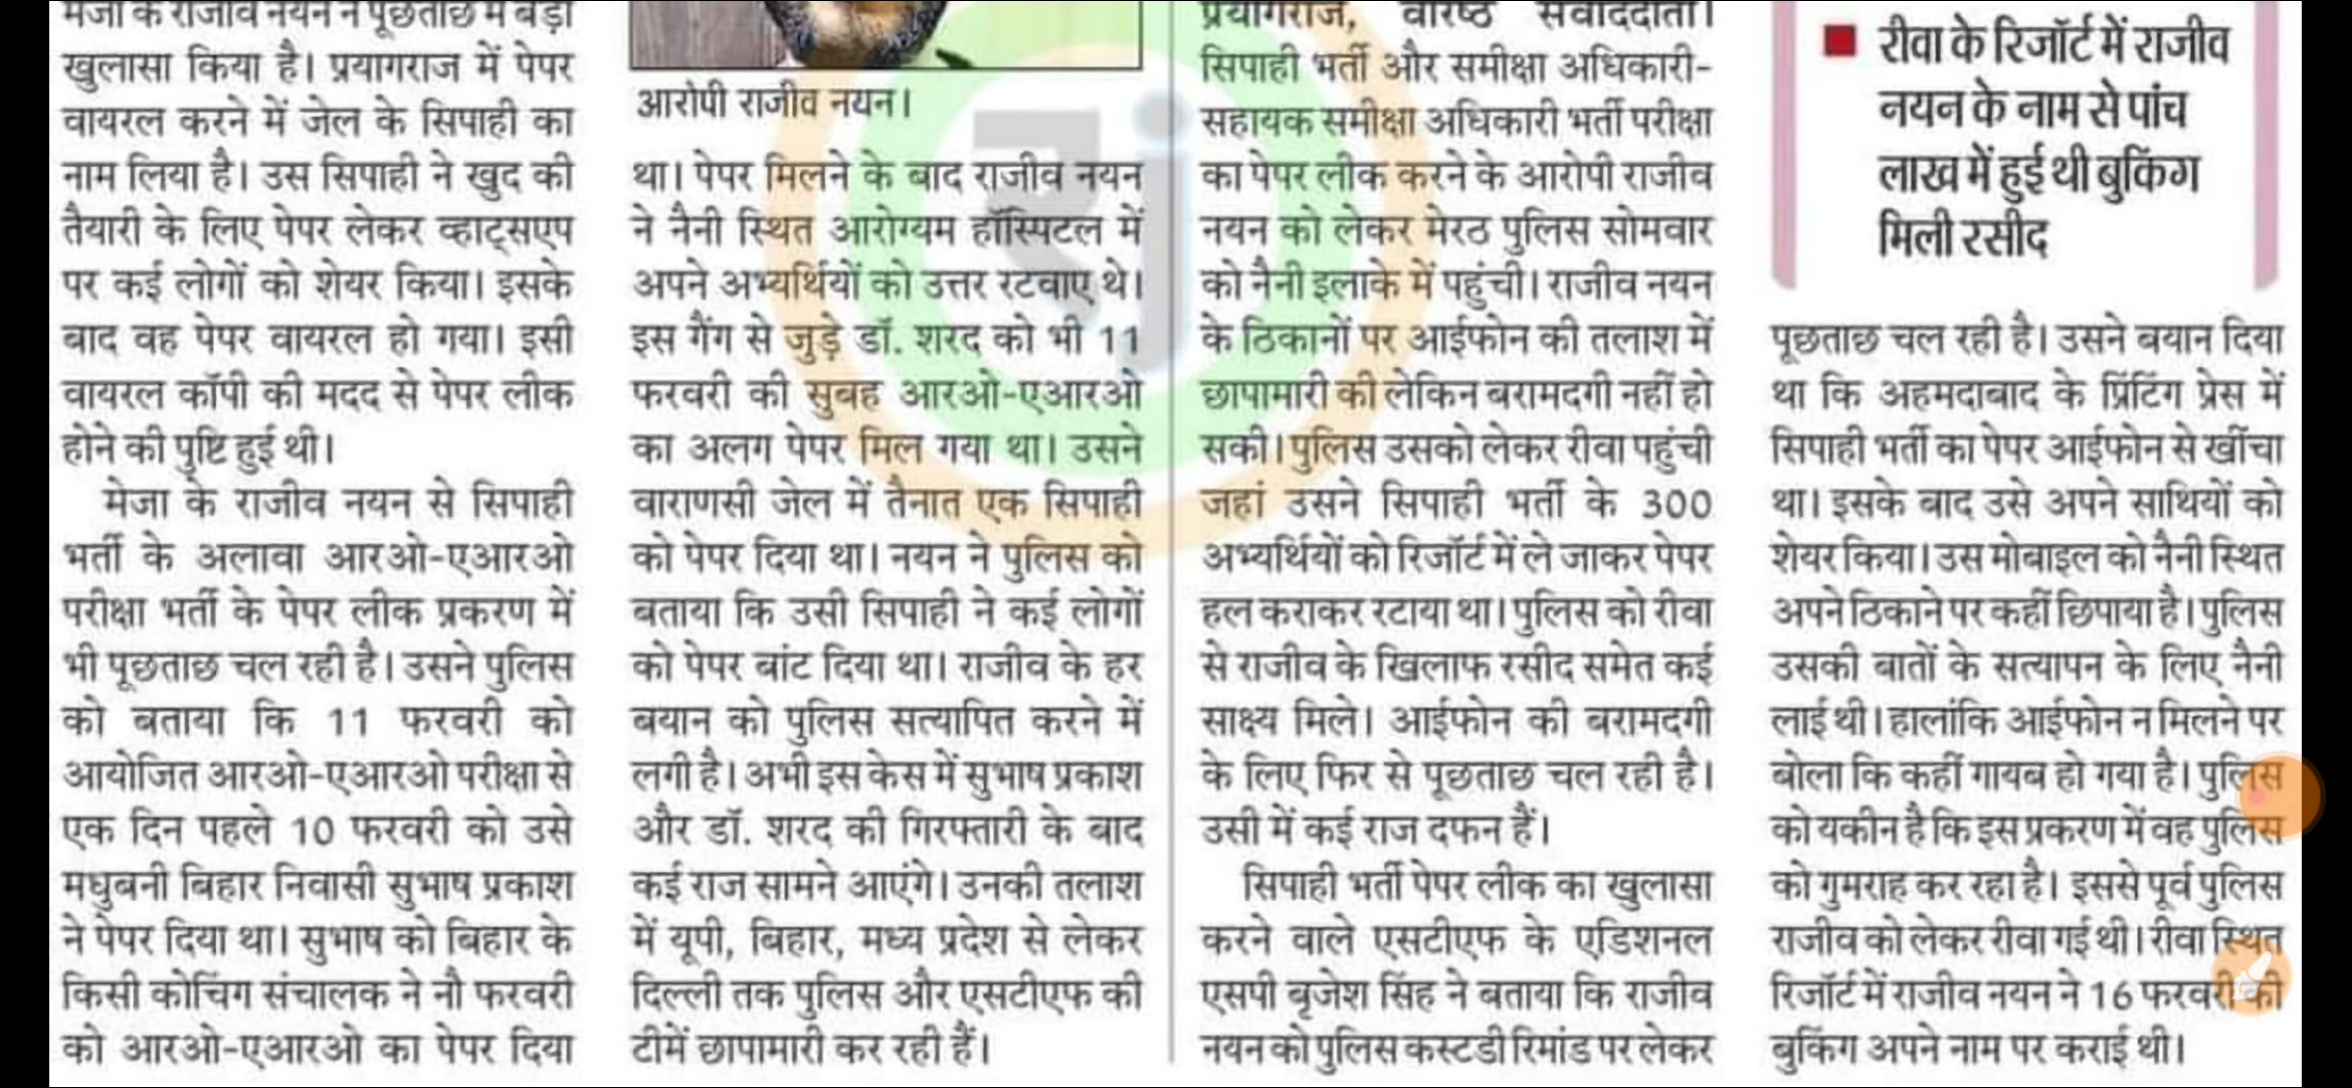 मेजा के राजीव नयन ने पूछताछ में बड़ा
खुलासा किया है। प्रयागराज में पेपर
वायरल करने में जेल के सिपाही का
नाम लिया है। उस सिपाही ने खुद की
तैयारी के लिए पेपर लेकर व्हाट्सएप
पर कई लोगों को शेयर किया। इसके
बाद वह पेपर वायरल हो गया। इसी
वायरल कॉपी की मदद से पेपर लीक
होने की पुष्टि हुई थी।
मेजा के राजीव नयन से सिपाही
भर्ती के अलावा आरओ-एआरओ
परीक्षा भर्ती के पेपर लीक प्रकरण में
भी पूछताछ चल रही है। उसने पुलिस
को बताया कि 11 फरवरी को
आयोजित आरओ-एआरओ परीक्षा से
एक दिन पहले 10 फरवरी को उसे
मधुबनी बिहार निवासी सुभाष प्रकाश
ने पेपर दिया था। सुभाष को बिहार के
किसी कोचिंग संचालक ने नौ फरवरी
को आरओ-एआरओ का पेपर दिया
आरोपी राजीव नयन।
था। पेपर मिलने के बाद राजीव नयन
ने नैनी स्थित आरोग्यम हॉस्पिटल में
अपने अभ्यर्थियों को उत्तर रटवाए थे।
इस गैंग से जुड़े डॉ. शरद को भी 11
फरवरी की सुबह आरओ-एआरओ
का अलग पेपर मिल गया था। उसने
वाराणसी जेल में तैनात एक सिपाही
को पेपर दिया था। नयन ने पुलिस को
बताया कि उसी सिपाही ने कई लोगों
को पेपर बांट दिया था। राजीव के हर
बयान को पुलिस सत्यापित करने में
लगी है। अभी इस केस में सुभाष प्रकाश
और डॉ. शरद की गिरफ्तारी के बाद
कई राज सामने आएंगे। उनकी तलाश
में यूपी, बिहार, मध्य प्रदेश से लेकर
दिल्ली तक पुलिस और एसटीएफ की
टीमें छापामारी कर रही हैं।
प्रयागराज, वरिष्ठ संवाददाता।
सिपाही भर्ती और समीक्षा अधिकारी-
सहायक समीक्षा अधिकारी भर्ती परीक्षा
का पेपर लीक करने के आरोपी राजीव
नयन को लेकर मेरठ पुलिस सोमवार
को नैनी इलाके में पहुंची। राजीव नयन
के ठिकानों पर आईफोन की तलाश में
छापामारी की लेकिन बरामदगी नहीं हो
सकी। पुलिस उसको लेकर रीवा पहुंची
जहां उसने सिपाही भर्ती के 300
अभ्यर्थियों को रिजॉर्ट में ले जाकर पेपर
हल कराकर रटाया था। पुलिस को रीवा
से राजीव के खिलाफ रसीद समेत कई
साक्ष्य मिले। आईफोन की बरामदगी
के लिए फिर से पूछताछ चल रही है।
उसी में कई राज दफन हैं।
सिपाही भर्ती पेपर लीक का खुलासा
करने वाले एसटीएफ के एडिशनल
एसपी बृजेश सिंह ने बताया कि राजीव
नयन को पुलिस कस्टडी रिमांड पर लेकर
रीवा के रिजॉर्ट में राजीव
नयन के नाम से पांच
लाख में हुई थी बुकिंग
मिली रसीद
पूछताछ चल रही है। उसने बयान दिया
था कि अहमदाबाद के प्रिंटिंग प्रेस में
सिपाही भर्ती का पेपर आईफोन से खींचा
था। इसके बाद उसे अपने साथियों को
शेयर किया। उस मोबाइल को नैनी स्थित
अपने ठिकाने पर कहीं छिपाया है। पुलिस
उसकी बातों के सत्यापन के लिए नैनी
लाई थी। हालांकि आईफोन न मिलने पर
बोला कि कहीं गायब हो गया है। पुलिस
को यकीन है कि इस प्रकरण में वह पुलिस
को गुमराह कर रहा है। इससे पूर्व पुलिस
राजीव को लेकर रीवा गई थी। रीवा स्थित
रिजॉर्ट में राजीव नयन ने 16 फरवरी की
बुकिंग अपने नाम पर कराई थी।
रj